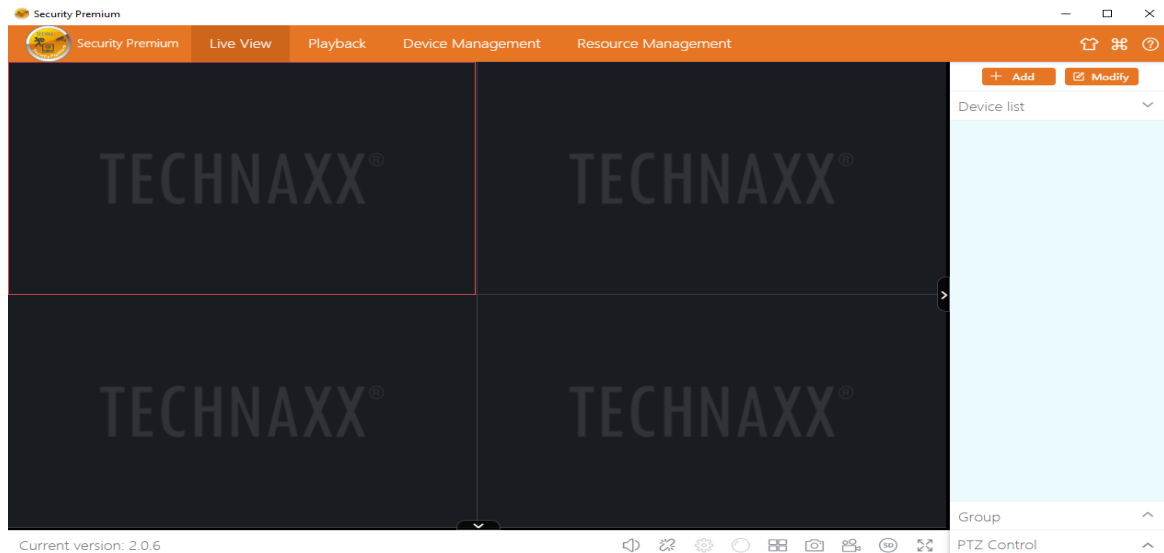 Security Premium
Security Premium Live View Playback Device Management Resource Management
+ Add Modify
Device list
TECHNAXX® TECHNAXX®
TECHNAXX® TECHNAXX®
Group
Current version: 2.0.6 SD PTZ Control